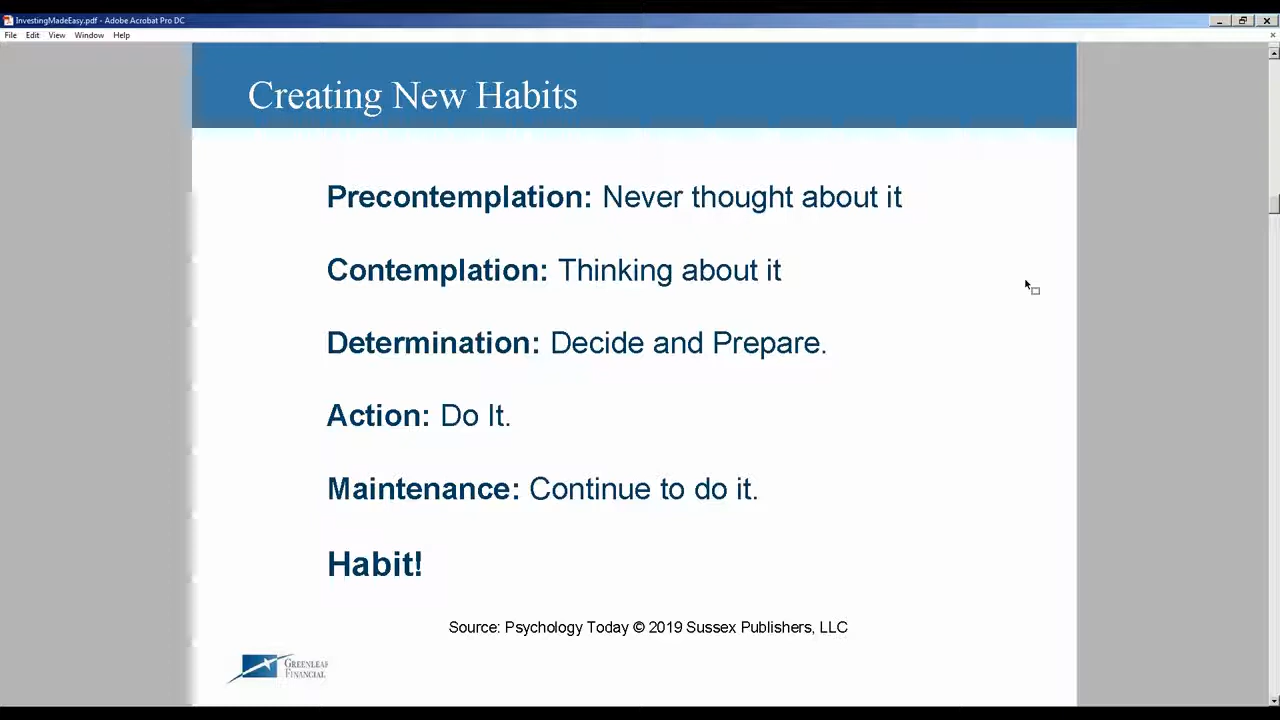 InvestingMadeEasy.pdf - Adobe Acrobat Pro DC
File Edit View Window Help
Creating New Habits
Precontemplation: Never thought about it
Contemplation: Thinking about it
Determination: Decide and Prepare.
Action: Do It.
Maintenance: Continue to do it.
Habit!
Source: Psychology Today © 2019 Sussex Publishers, LLC
GREENLEAF
FINANCIAL